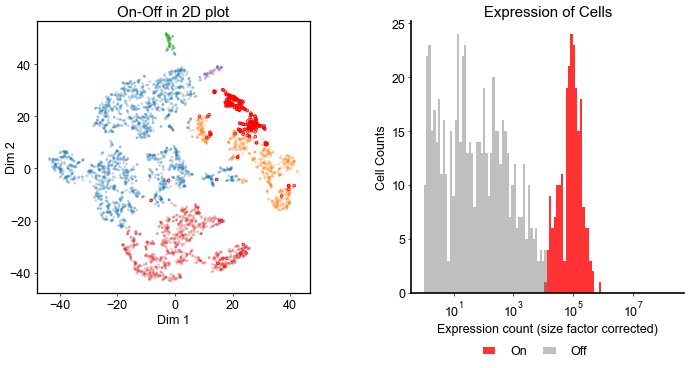 On-Off in 2D plot
40
20
0
−20
−40
−40
−20
0
20
40
Dim 2
Dim 1
Expression of Cells
25
20
15
10
5
0
10^1
10^3
10^5
10^7
Cell Counts
Expression count (size factor corrected)
On
Off